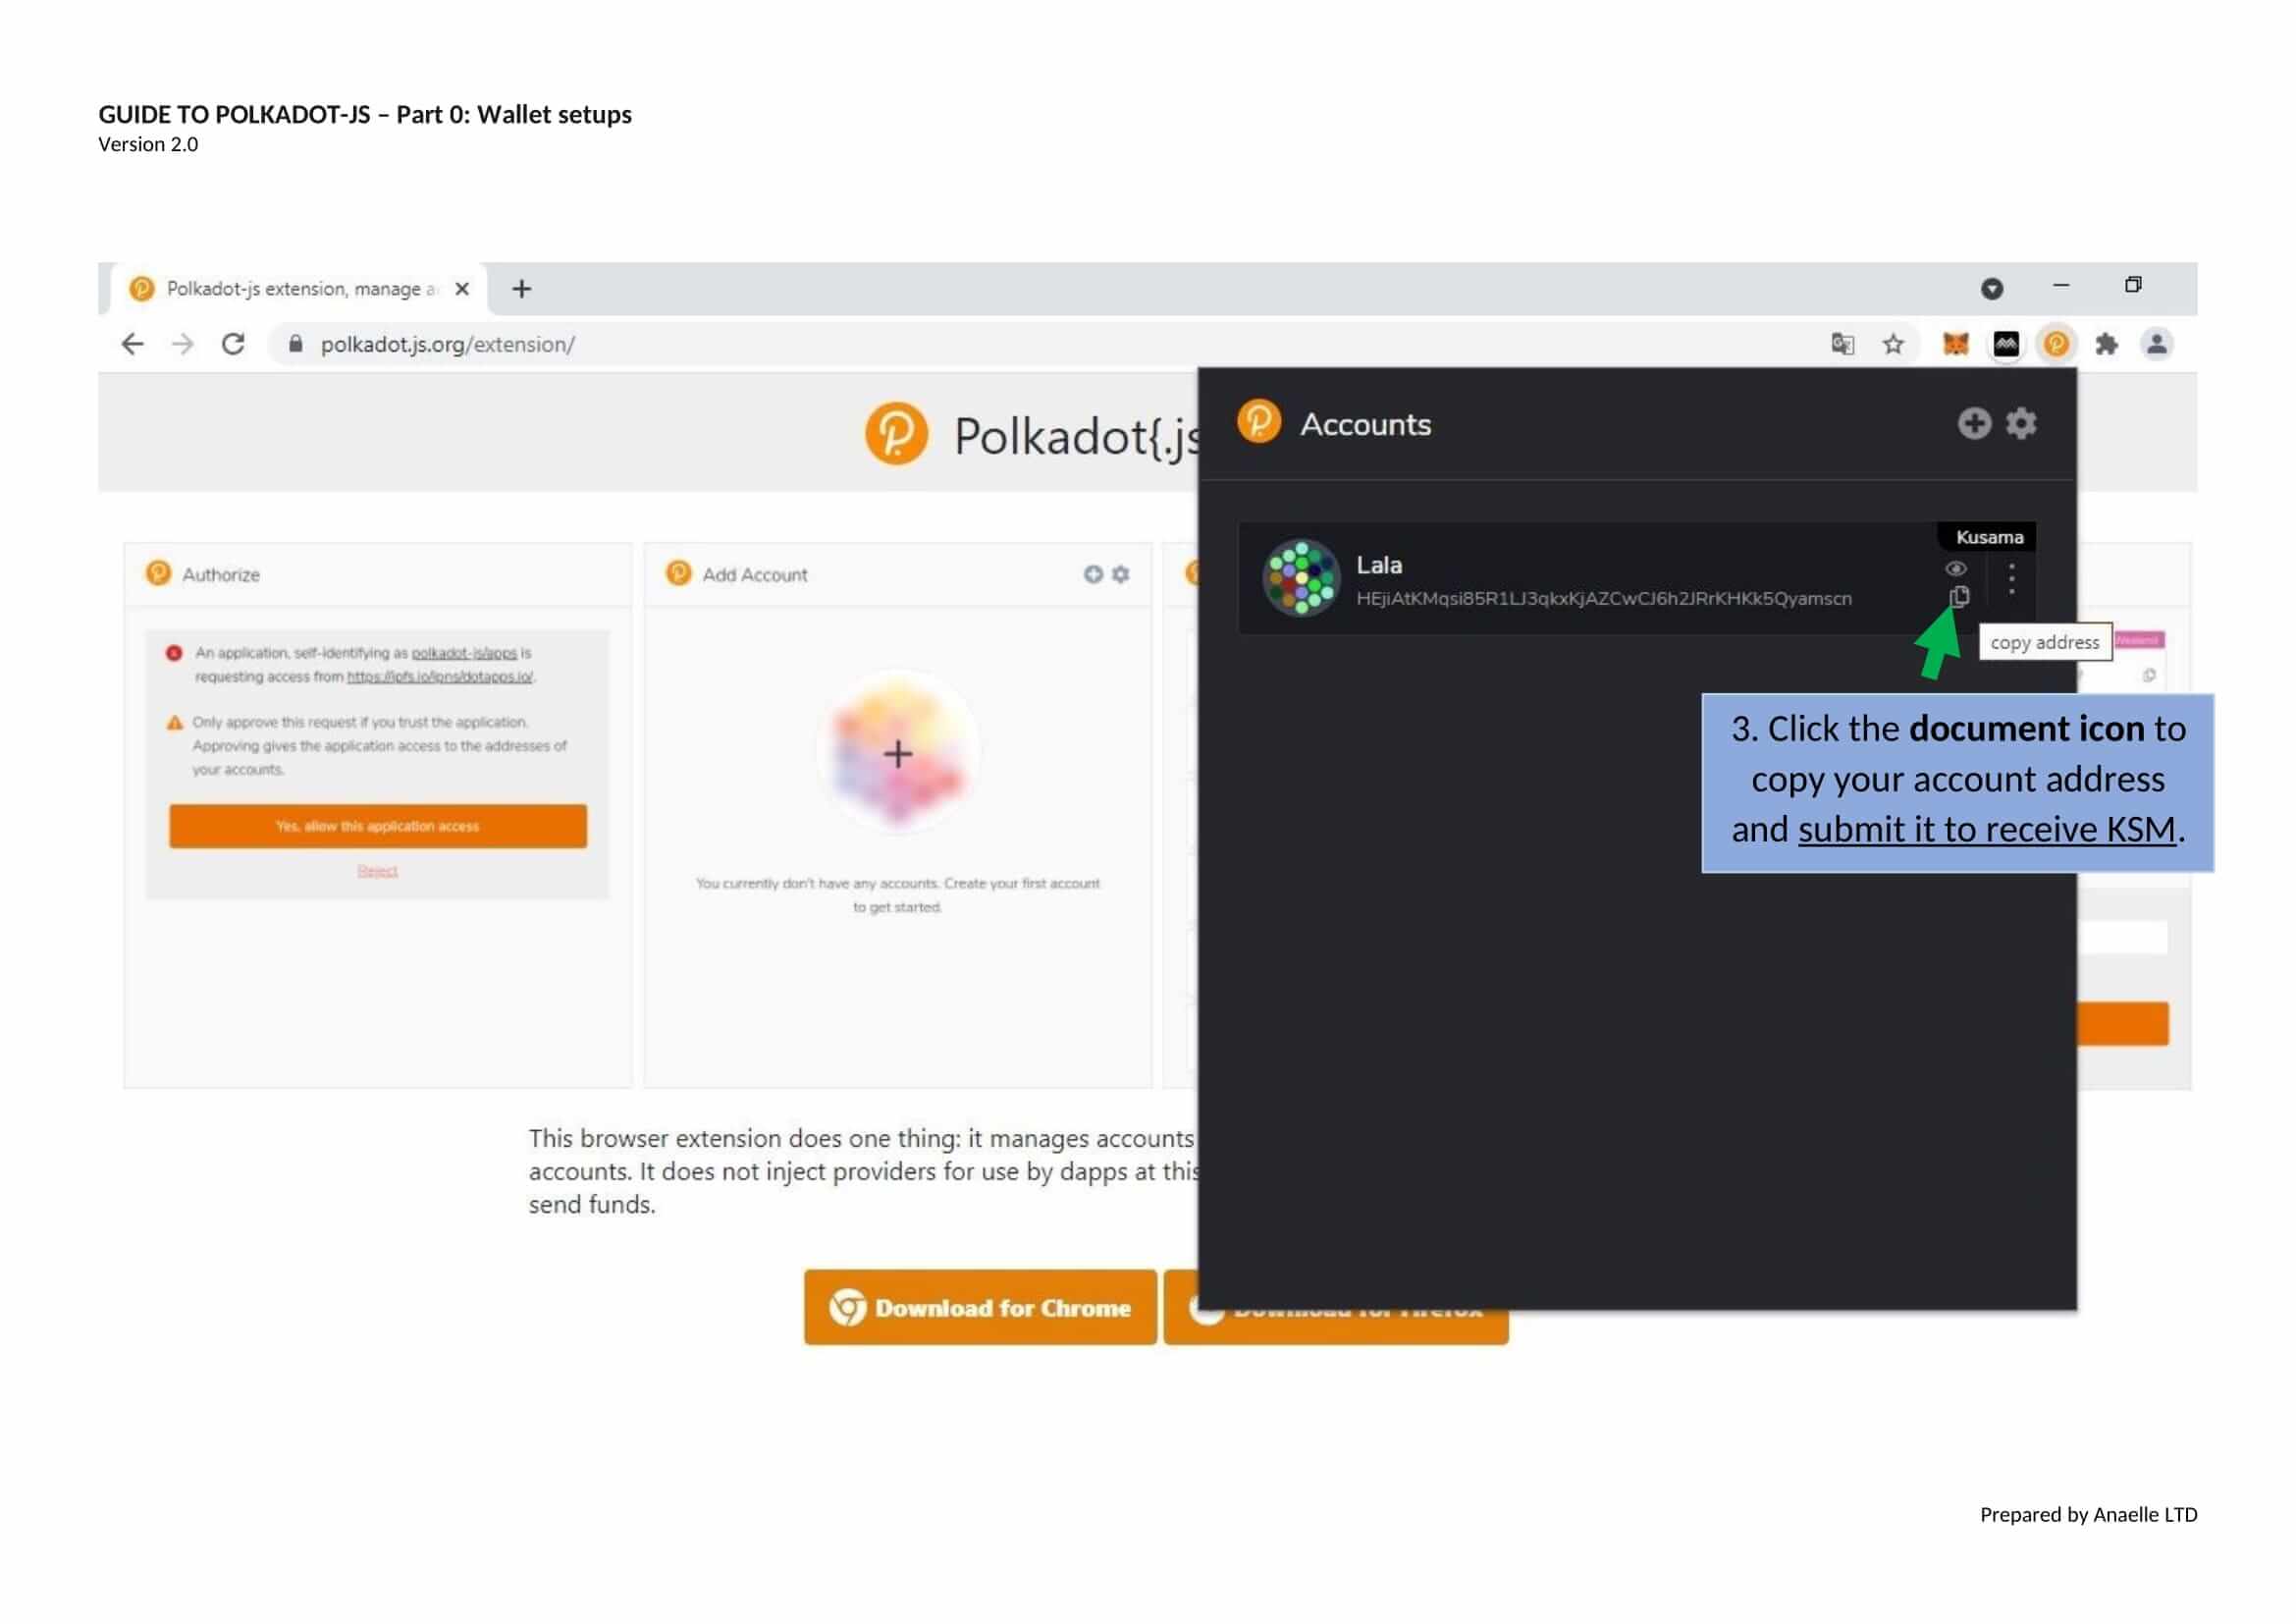 GUIDE TO POLKADOT-JS – Part 0: Wallet setups
Version 2.0
Polkadot-js extension, manage a
polkadot.js.org/extension/
Polkadot{.js
Accounts
Kusama
Lala
HEjiAtKMqsi85R1LJ3qkxKjAZCwCJ6h2JRrKHKk5Qyamscn
copy address
3. Click the document icon to
copy your account address
and submit it to receive KSM.
Authorize
An application, self-identifying as polkadot-js/apps is
requesting access from https://ipfs.io/ipns/dotapps.io/.
Only approve this request if you trust the application.
Approving gives the application access to the addresses of
your accounts.
Yes, allow this application access
Reject
Add Account
You currently don't have any accounts. Create your first account
to get started.
This browser extension does one thing: it manages accounts
accounts. It does not inject providers for use by dapps at this
send funds.
Download for Chrome
Download for Firefox
Prepared by Anaelle LTD